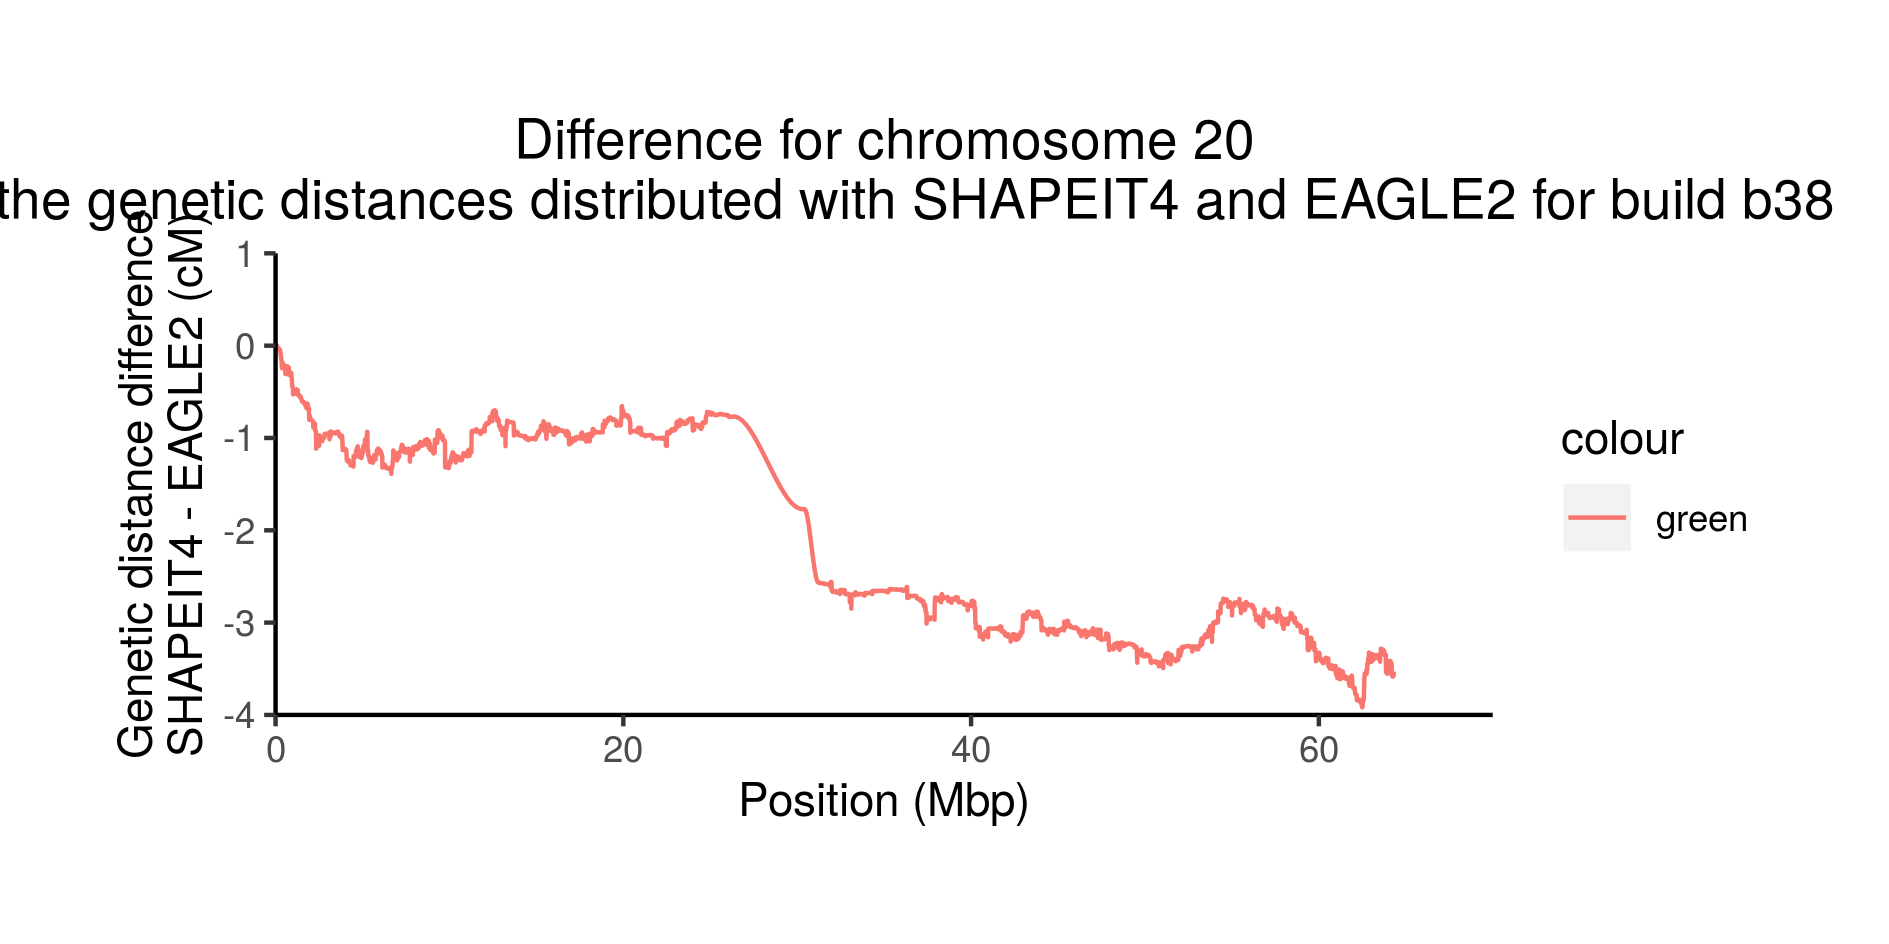 Difference for chromosome 20
the genetic distances distributed with SHAPEIT4 and EAGLE2 for build b38
Genetic distance difference
SHAPEIT4 - EAGLE2 (cM)
1
0
-1
-2
-3
-4
0 20 40 60
Position (Mbp)
colour
green